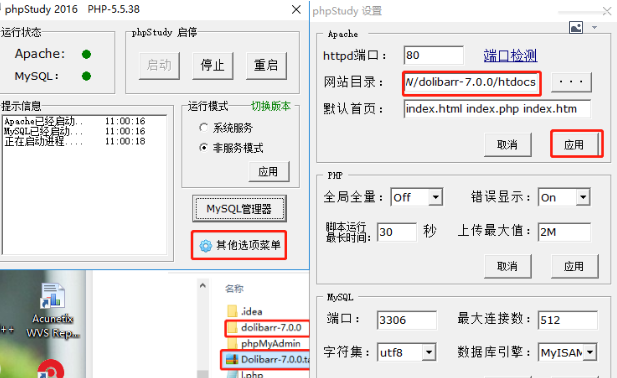 phpStudy 2016 PHP-5.5.38
运行状态
Apache:
MySQL:
phpStudy 启停
启动
停止
重启
提示信息
Apache已经启动... 11:00:16
MySQL已经启动... 11:00:16
正在启动进程.... 11:00:18
运行模式 切换版本
系统服务
非服务模式
应用
MySQL管理器
其他选项菜单
Acunetix
WVS Rep...
++
名称
.idea
dolibarr-7.0.0
phpMyAdmin
Dolibarr-7.0.0.ta
l.php
phpStudy 设置
Apache
httpd端口: 80 端口检测
网站目录: W/dolibarr-7.0.0/htdocs ...
默认首页: index.html index.php index.htm
取消 应用
PHP
全局全量: Off 错误显示: On
脚本运行
最长时间: 30 秒 上传最大值: 2M
取消 应用
MySQL
端口: 3306 最大连接数: 512
字符集: utf8 数据库引擎: MyISAM